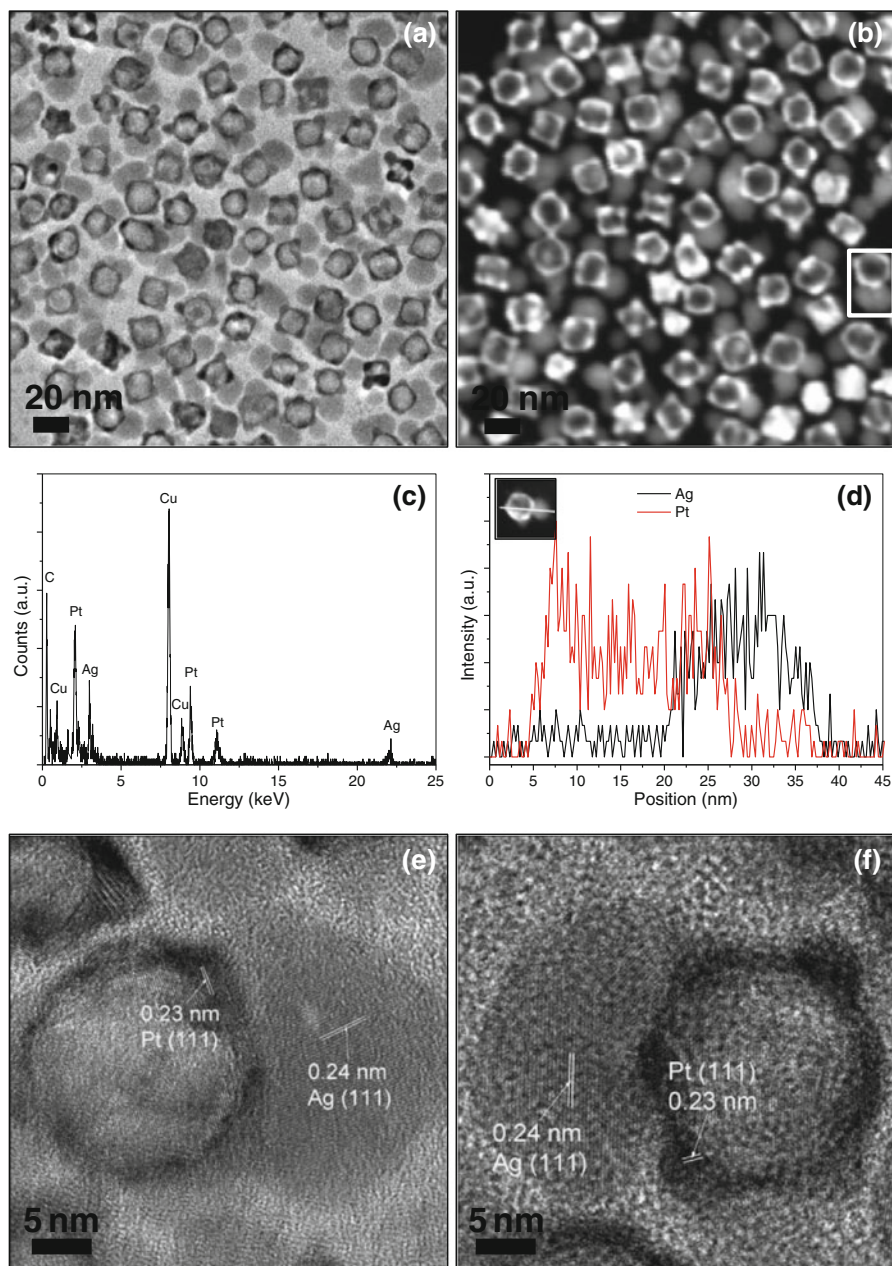 (a)
20 nm
(b)
20 nm
(c)
Counts (a.u.)
C
Cu
Pt
Ag
Cu
Cu
Pt
Pt
Ag
0 5 10 15 20 25
Energy (keV)
(d)
Ag
Pt
Intensity (a.u.)
0 5 10 15 20 25 30 35 40 45
Position (nm)
(e)
0.23 nm
Pt (111)
0.24 nm
Ag (111)
5 nm
(f)
Pt (111)
0.23 nm
0.24 nm
Ag (111)
5 nm